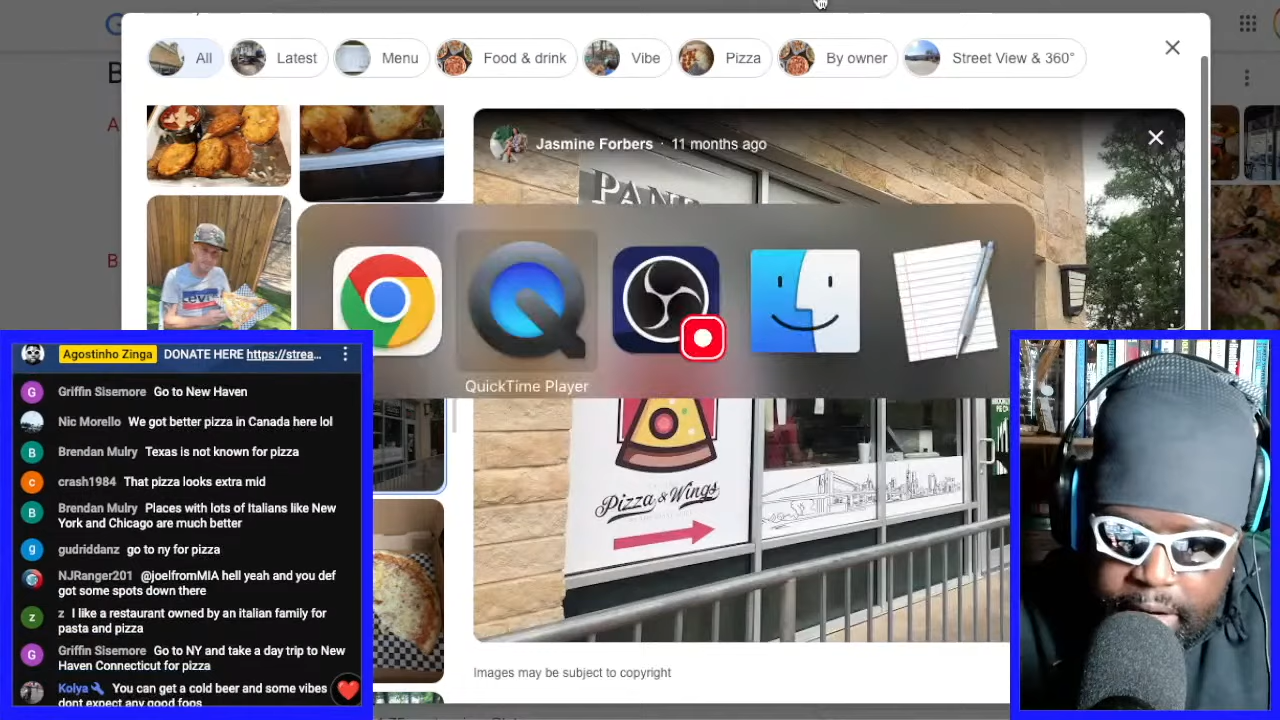 All
Latest
Menu
Food & drink
Vibe
Pizza
By owner
Street View & 360°
Jasmine Forbers · 11 months ago
QuickTime Player
Pizza & Wings
Agostinho Zinga DONATE HERE https://strea...
Griffin Sisemore Go to New Haven
Nic Morello We got better pizza in Canada here lol
Brendan Mulry Texas is not known for pizza
crash1984 That pizza looks extra mid
Brendan Mulry Places with lots of Italians like New
York and Chicago are much better
gudriddanz go to ny for pizza
NJRanger201 @joelfromMIA hell yeah and you def
got some spots down there
z I like a restaurant owned by an italian family for
pasta and pizza
Griffin Sisemore Go to NY and take a day trip to New
Haven Connecticut for pizza
Kolya You can get a cold beer and some vibes
dont expect any good fops
Images may be subject to copyright